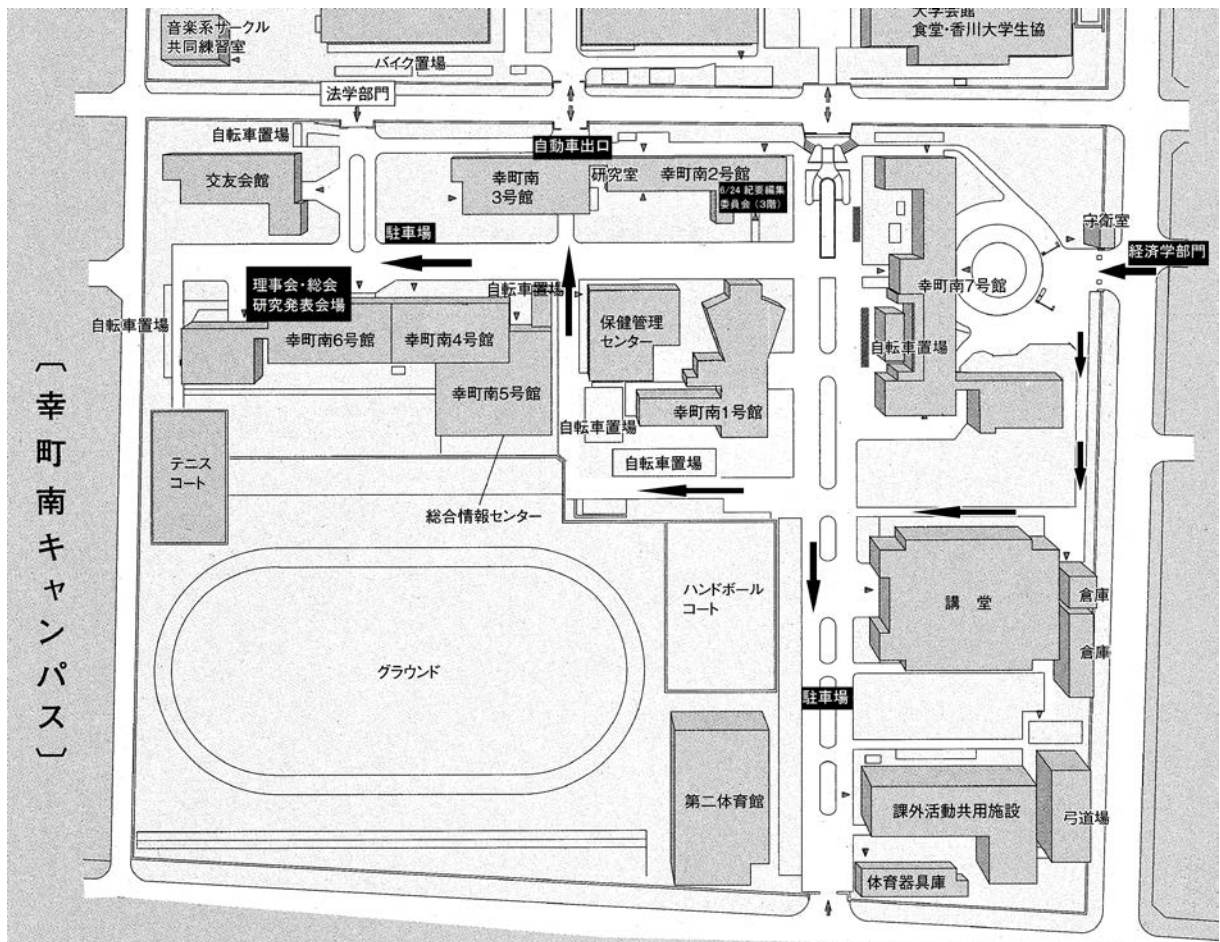 音楽系サークル
共同練習室
大学会館
食堂・香川大学生協
バイク置場
法学部門
自転車置場
自動車出口
交友会館
幸町南
3号館
研究室
幸町南2号館
6/24 紀要編集
委員会（3階）
守衛室
経済学部門
駐車場
理事会・総会
研究発表会場
自転車置場
幸町南7号館
自転車置場
幸町南6号館
幸町南4号館
保健管理
センター
自転車置場
幸町南5号館
幸町南1号館
自転車置場
自転車置場
テニス
コート
総合情報センター
〔幸町南キャンパス〕
ハンドボール
コート
講堂
倉庫
倉庫
グラウンド
駐車場
第二体育館
課外活動共用施設
弓道場
体育器具庫